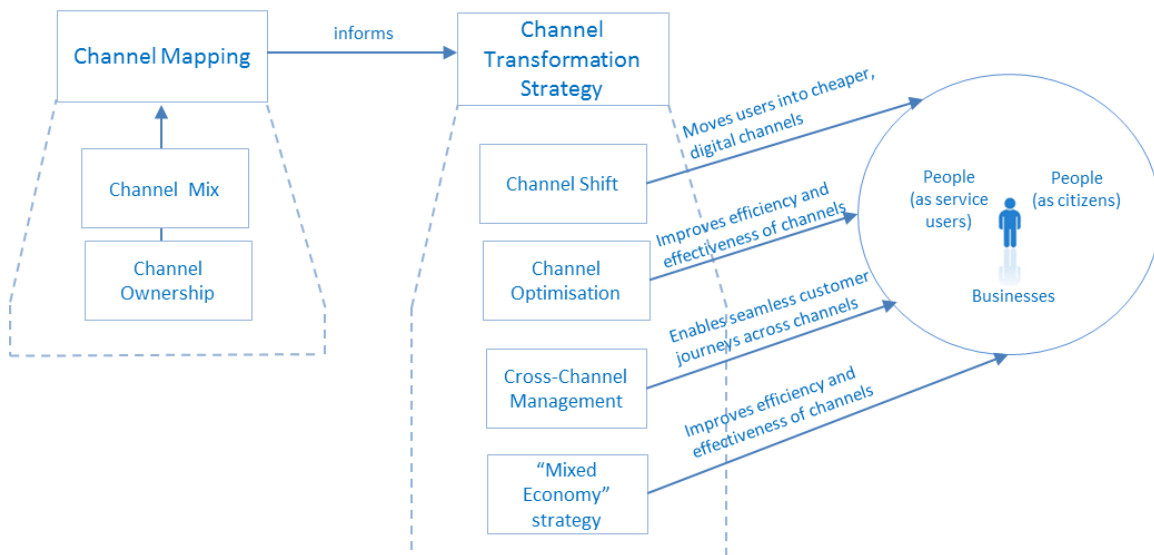 Channel Mapping
informs
Channel
Transformation
Strategy
Channel Mix
Channel
Ownership
Channel Shift
Moves users into cheaper,
digital channels
Channel
Optimisation
Improves efficiency and
effectiveness of channels
Cross-Channel
Management
Enables seamless customer
journeys across channels
“Mixed
Economy”
strategy
Improves efficiency and
effectiveness of channels
People
(as service
users)
People
(as citizens)
Businesses